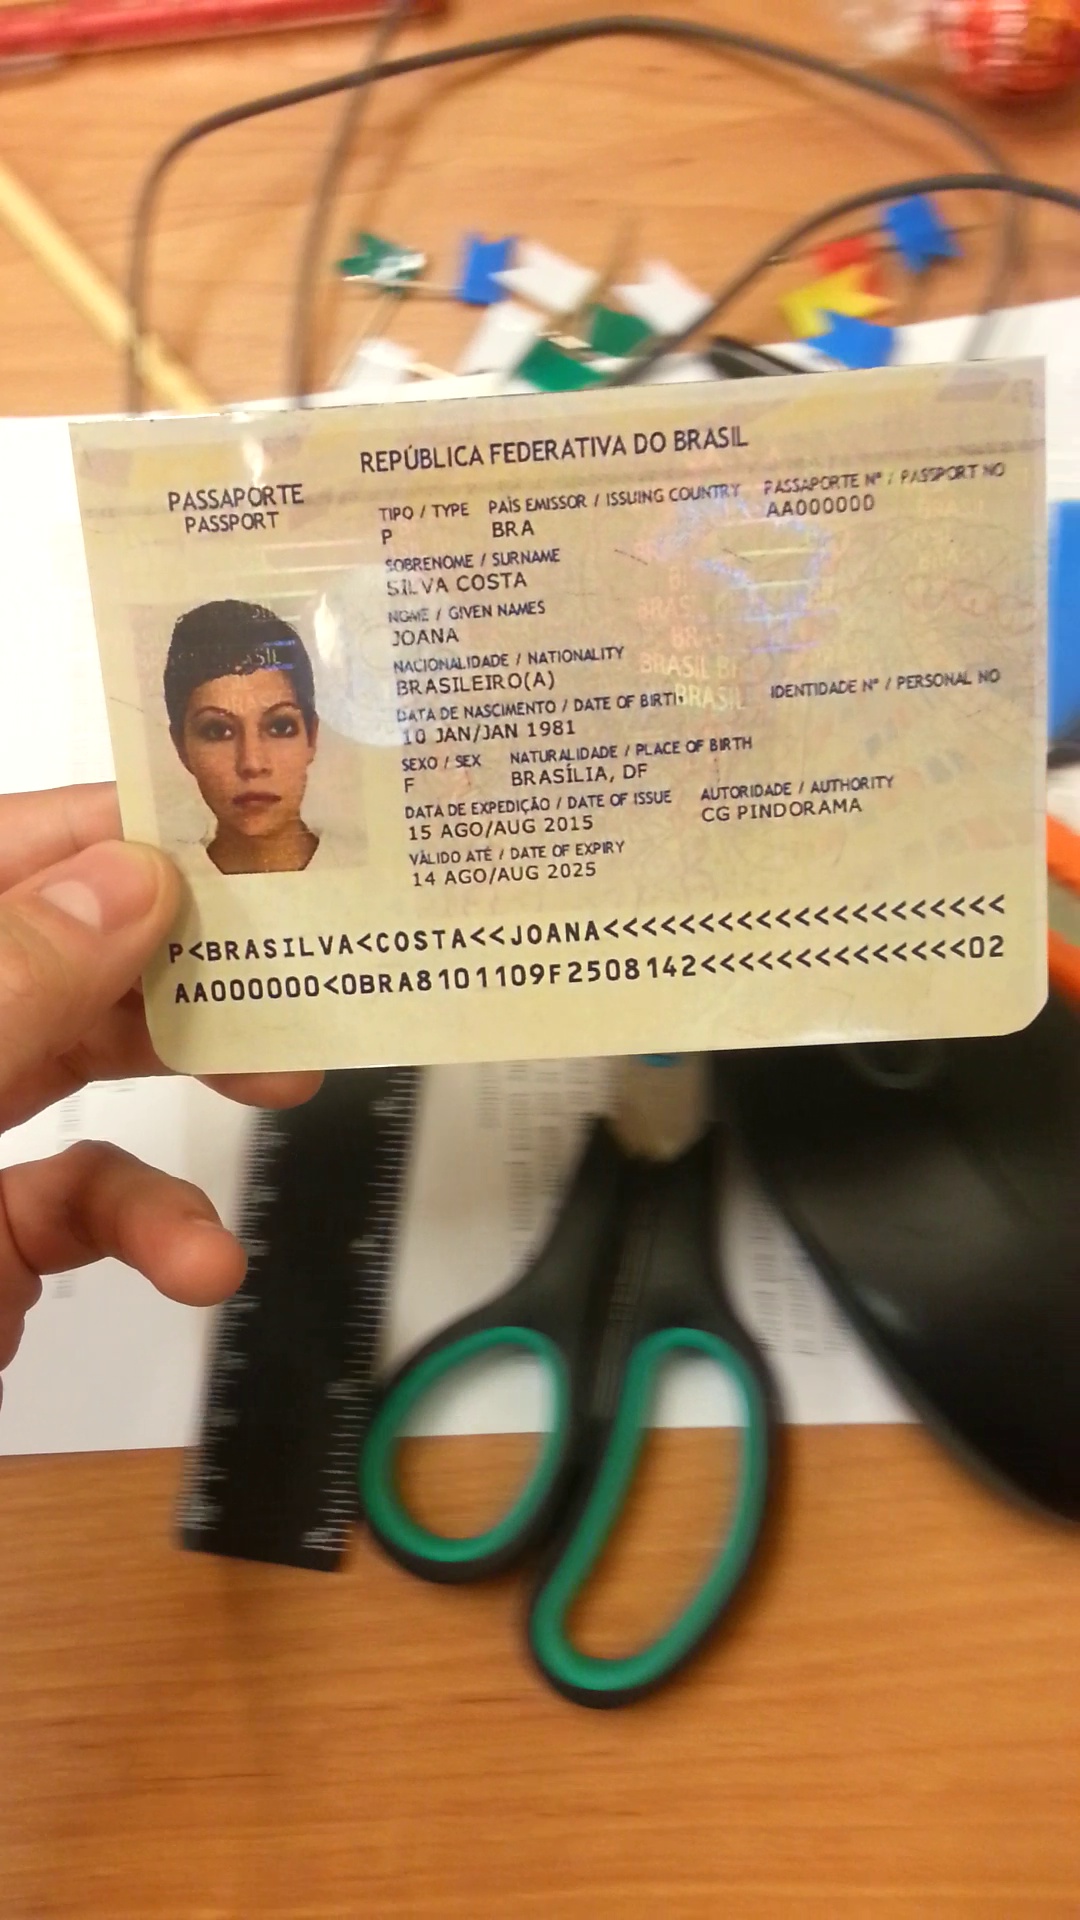 REPÚBLICA FEDERATIVA DO BRASIL
PASSAPORTE
PASSPORT
TIPO / TYPE PAÍS EMISSOR / ISSUING COUNTRY PASSAPORTE Nº / PASSPORT NO
P BRA AA000000
SOBRENOME / SURNAME
SILVA COSTA
NOME / GIVEN NAMES
JOANA
NACIONALIDADE / NATIONALITY
BRASILEIRO(A)
DATA DE NASCIMENTO / DATE OF BIRTH IDENTIDADE Nº / PERSONAL NO
10 JAN/JAN 1981
SEXO / SEX NATURALIDADE / PLACE OF BIRTH
F BRASÍLIA, DF
DATA DE EXPEDIÇÃO / DATE OF ISSUE AUTORIDADE / AUTHORITY
15 AGO/AUG 2015 CG PINDORAMA
VÁLIDO ATÉ / DATE OF EXPIRY
14 AGO/AUG 2025
P<BRASILVA<COSTA<<JOANA<<<<<<<<<<<<<<<<<<<<<
AA000000<0BRA8101109F2508142<<<<<<<<<<<<<<02